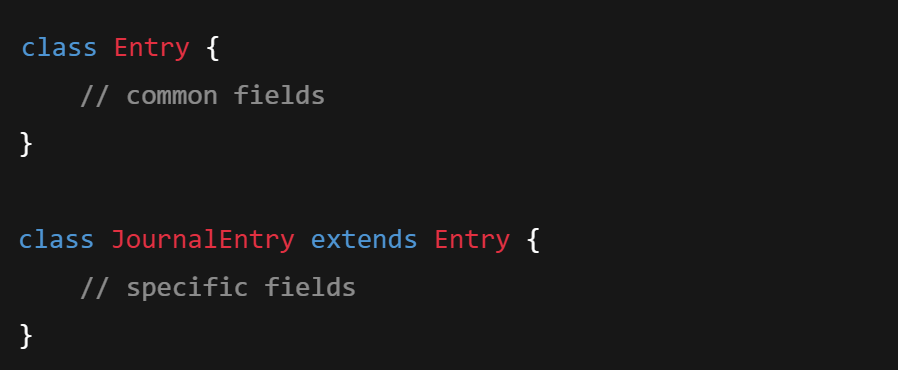 class Entry {
    // common fields
}
class JournalEntry extends Entry {
    // specific fields
}